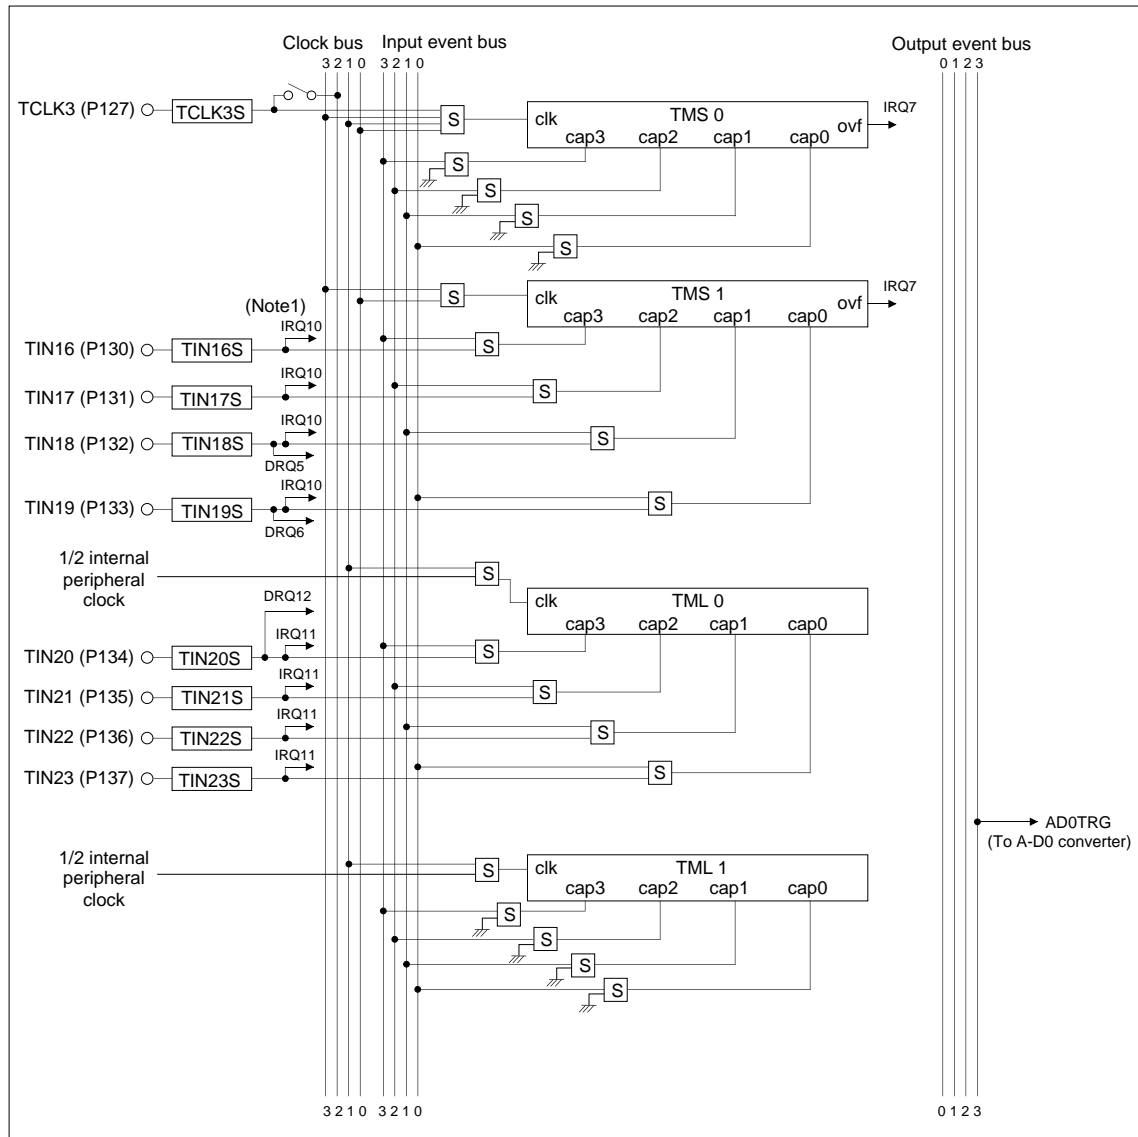 Clock bus
Input event bus
Output event bus
3 2 1 0
3 2 1 0
0 1 2 3
TCLK3 (P127)
TCLK3S
S
clk
TMS 0
cap3
cap2
cap1
cap0
ovf
IRQ7
S
S
S
S
S
clk
TMS 1
cap3
cap2
cap1
cap0
ovf
IRQ7
(Note1)
TIN16 (P130)
TIN16S
IRQ10
S
TIN17 (P131)
TIN17S
IRQ10
S
TIN18 (P132)
TIN18S
IRQ10
DRQ5
S
TIN19 (P133)
TIN19S
IRQ10
DRQ6
S
1/2 internal
peripheral
clock
S
clk
TML 0
cap3
cap2
cap1
cap0
DRQ12
TIN20 (P134)
TIN20S
IRQ11
S
TIN21 (P135)
TIN21S
IRQ11
S
TIN22 (P136)
TIN22S
IRQ11
S
TIN23 (P137)
TIN23S
IRQ11
S
AD0TRG
(To A-D0 converter)
1/2 internal
peripheral
clock
S
clk
TML 1
cap3
cap2
cap1
cap0
S
S
S
S
3 2 1 0
3 2 1 0
0 1 2 3